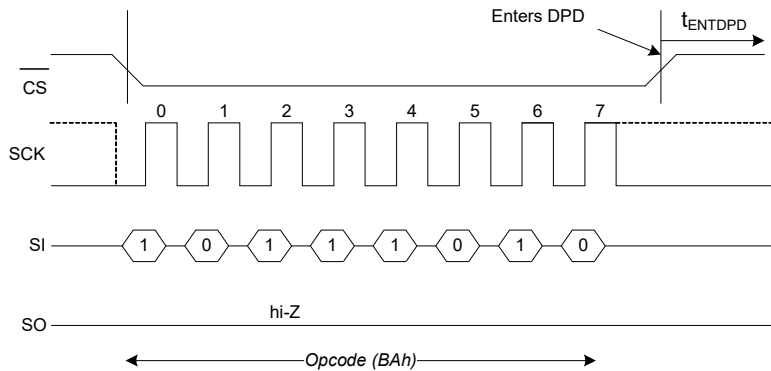 Enters DPD
tENTDPD
CS
0 1 2 3 4 5 6 7
SCK
SI 1 0 1 1 1 0 1 0
hi-Z
SO
Opcode (BAh)